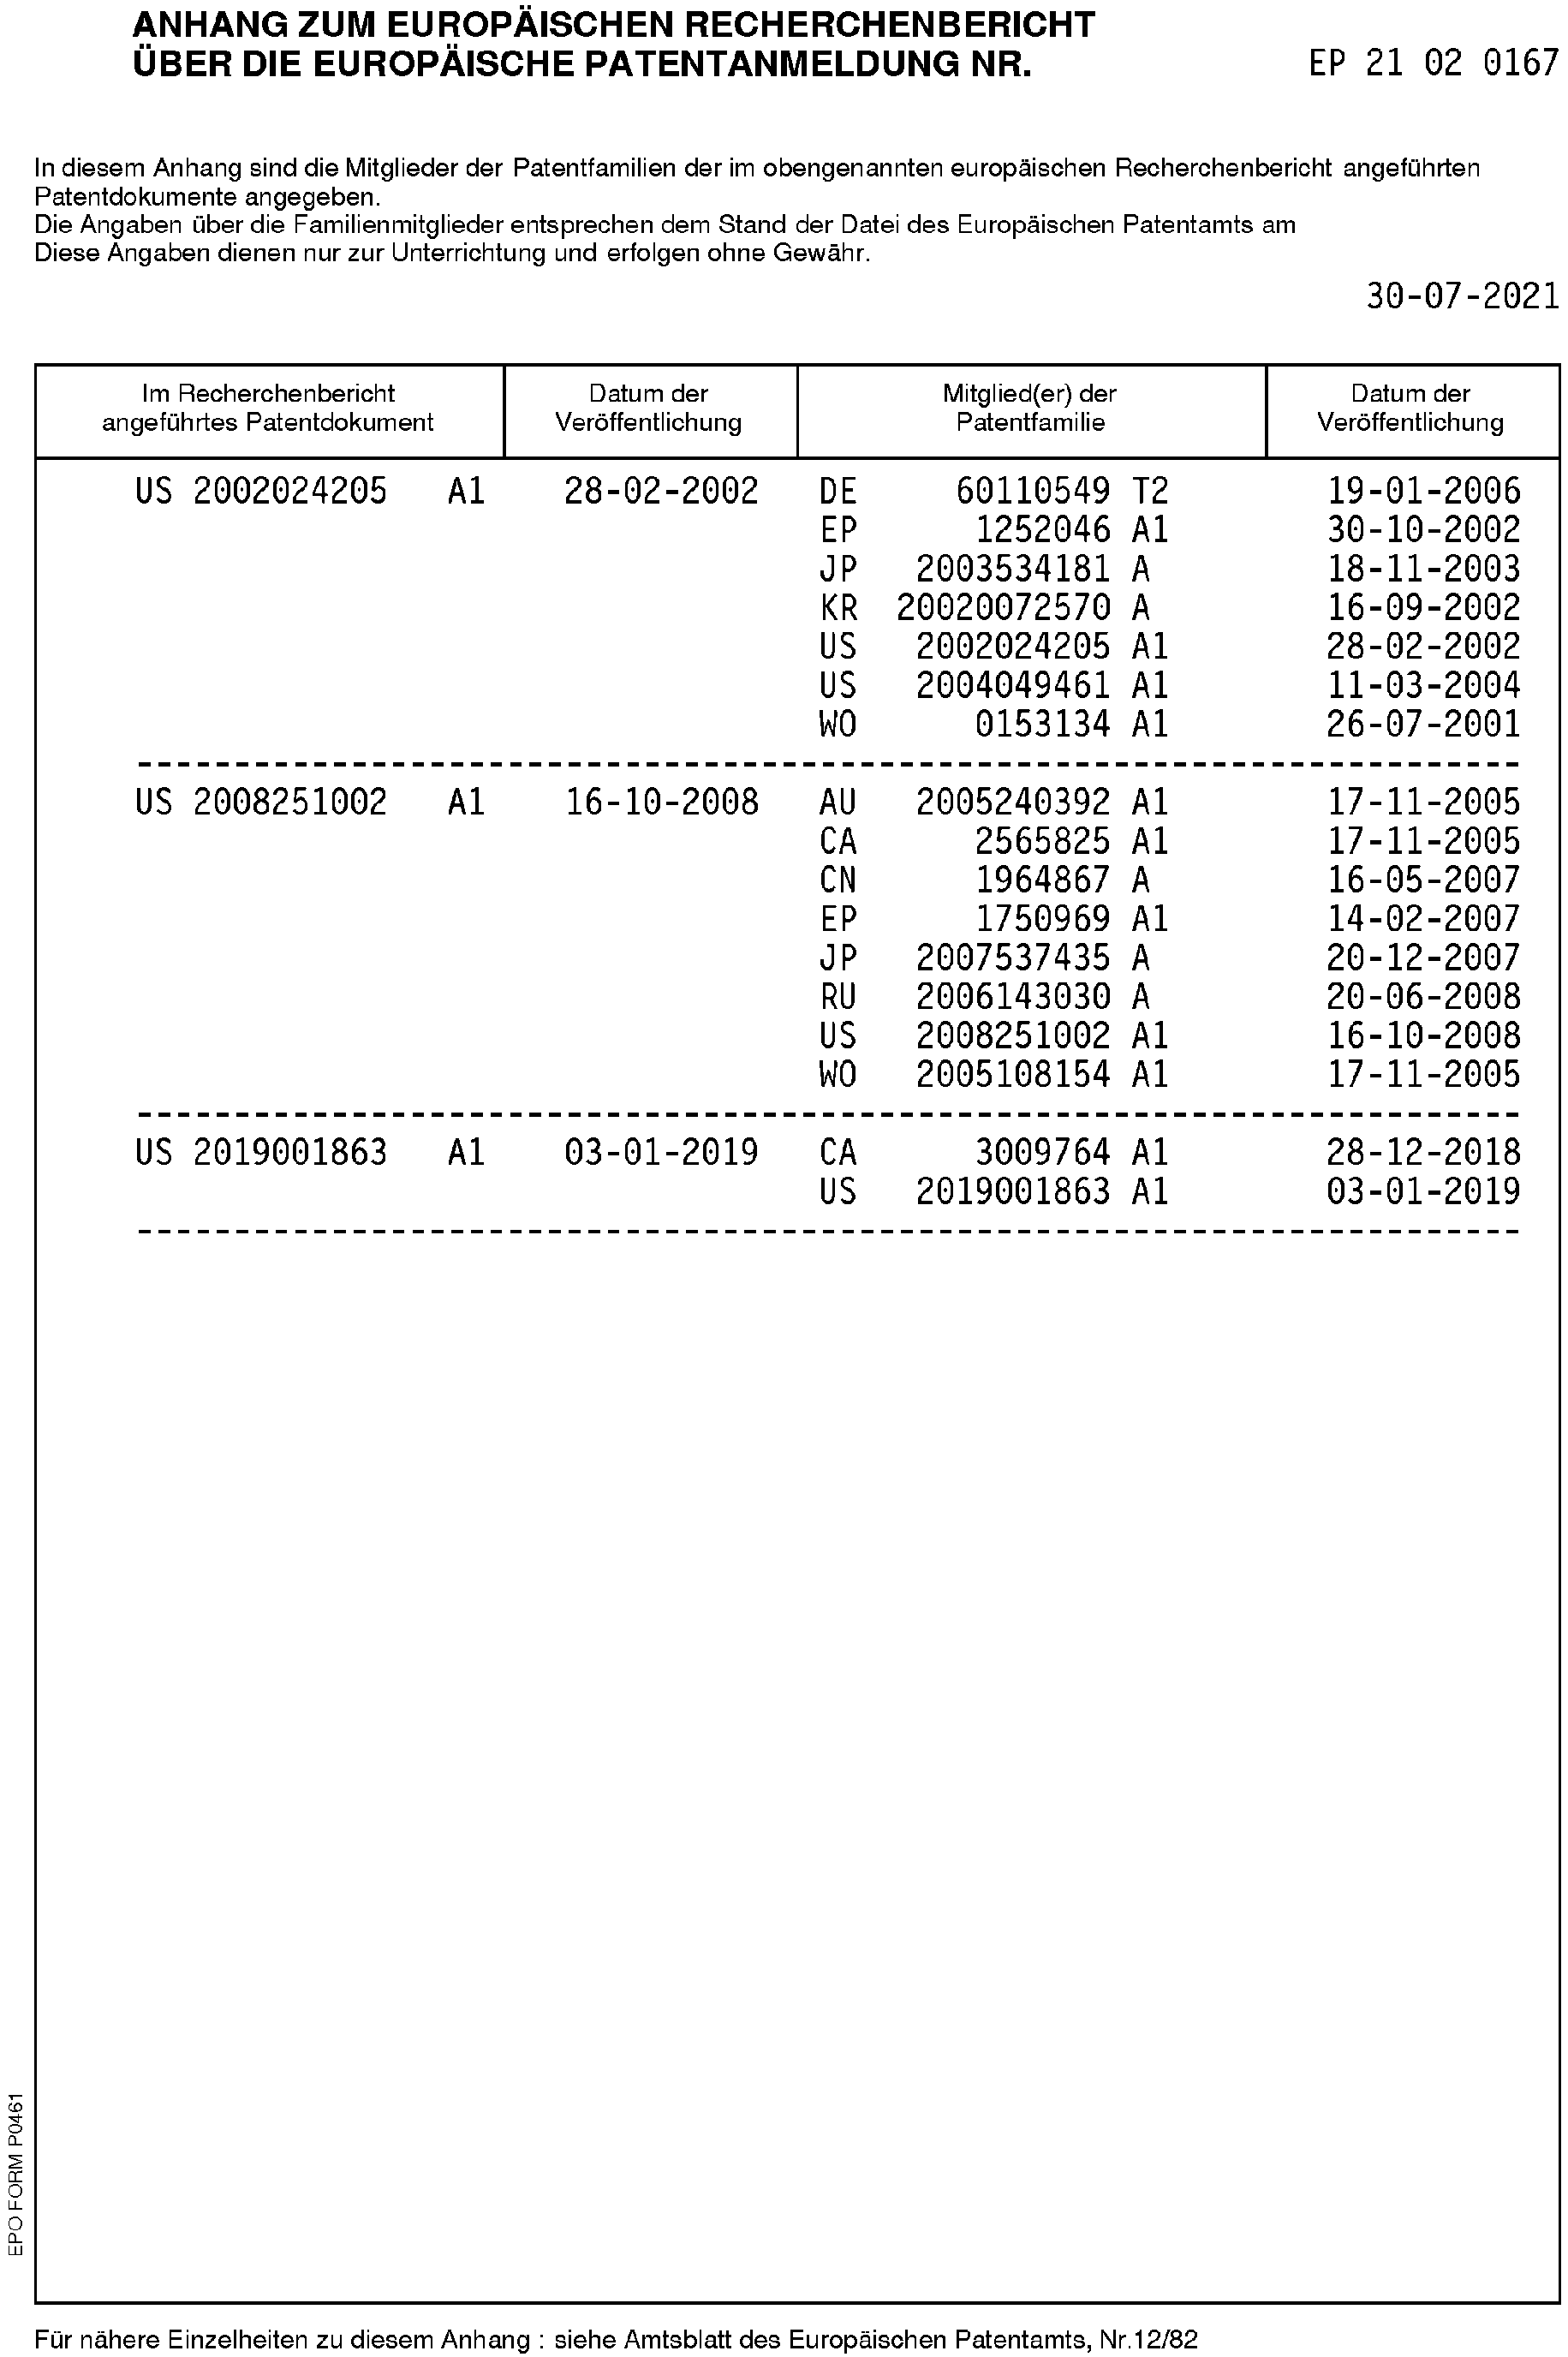 ANHANG ZUM EUROPÄISCHEN RECHERCHENBERICHT
ÜBER DIE EUROPÄISCHE PATENTANMELDUNG NR. EP 21 02 0167
In diesem Anhang sind die Mitglieder der Patentfamilien der im obengenannten europäischen Recherchenbericht angeführten
Patentdokumente angegeben.
Die Angaben über die Familienmitglieder entsprechen dem Stand der Datei des Europäischen Patentamts am
Diese Angaben dienen nur zur Unterrichtung und erfolgen ohne Gewähr.
30-07-2021
Im Recherchenbericht Datum der Mitglied(er) der Datum der
angeführtes Patentdokument Veröffentlichung Patentfamilie Veröffentlichung
US 2002024205 A1 28-02-2002 DE 60110549 T2 19-01-2006
EP 1252046 A1 30-10-2002
JP 2003534181 A 18-11-2003
KR 20020072570 A 16-09-2002
US 2002024205 A1 28-02-2002
US 2004049461 A1 11-03-2004
WO 0153134 A1 26-07-2001
US 2008251002 A1 16-10-2008 AU 2005240392 A1 17-11-2005
CA 2565825 A1 17-11-2005
CN 1964867 A 16-05-2007
EP 1750969 A1 14-02-2007
JP 2007537435 A 20-12-2007
RU 2006143030 A 20-06-2008
US 2008251002 A1 16-10-2008
WO 2005108154 A1 17-11-2005
US 2019001863 A1 03-01-2019 CA 3009764 A1 28-12-2018
US 2019001863 A1 03-01-2019
EPO FORM P0461
Für nähere Einzelheiten zu diesem Anhang : siehe Amtsblatt des Europäischen Patentamts, Nr.12/82